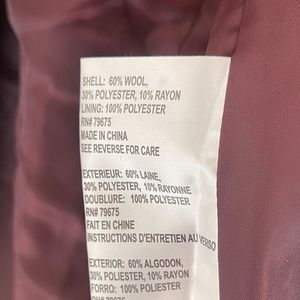 SHELL: 60% WOOL,
30% POLYESTER, 10% RAYON
LINING: 100% POLYESTER
RN# 79675
MADE IN CHINA
SEE REVERSE FOR CARE
EXTERIEUR: 60% LAINE,
30% POLYESTER, 10% RAYONNE
DOUBLURE: 100% POLYESTER
RN# 79675
FAIT EN CHINE
INSTRUCTIONS D'ENTRETIEN AU VERSO
EXTERIOR: 60% ALGODON,
30% POLIESTER, 10% RAYON
FORRO: 100% POLIESTER
RN# 79675